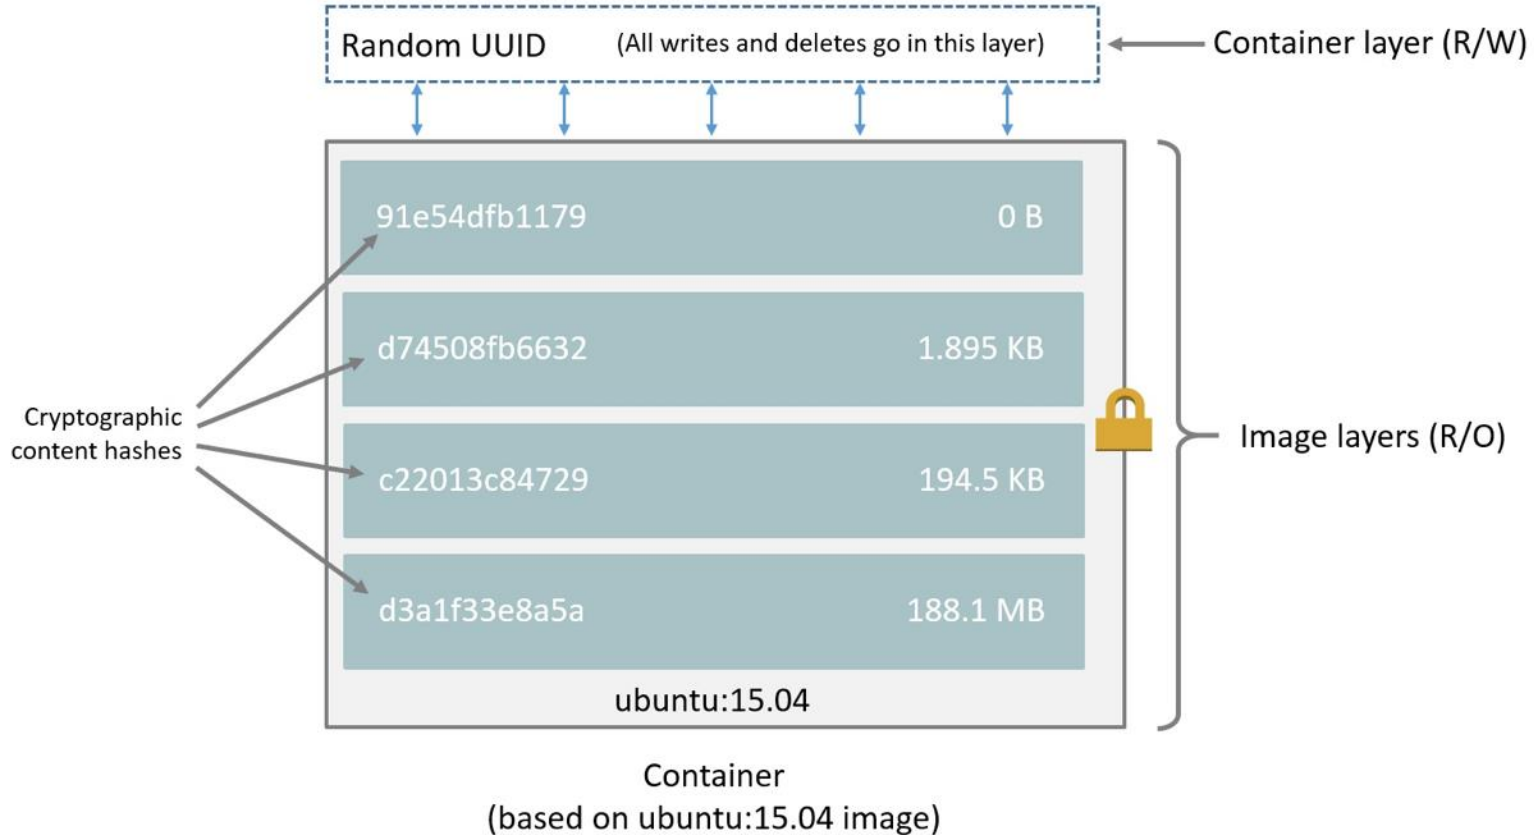 Random UUID (All writes and deletes go in this layer)
Container layer (R/W)
91e54dfb1179 0 B
d74508fb6632 1.895 KB
Cryptographic
content hashes
c22013c84729 194.5 KB
Image layers (R/O)
d3a1f33e8a5a 188.1 MB
ubuntu:15.04
Container
(based on ubuntu:15.04 image)